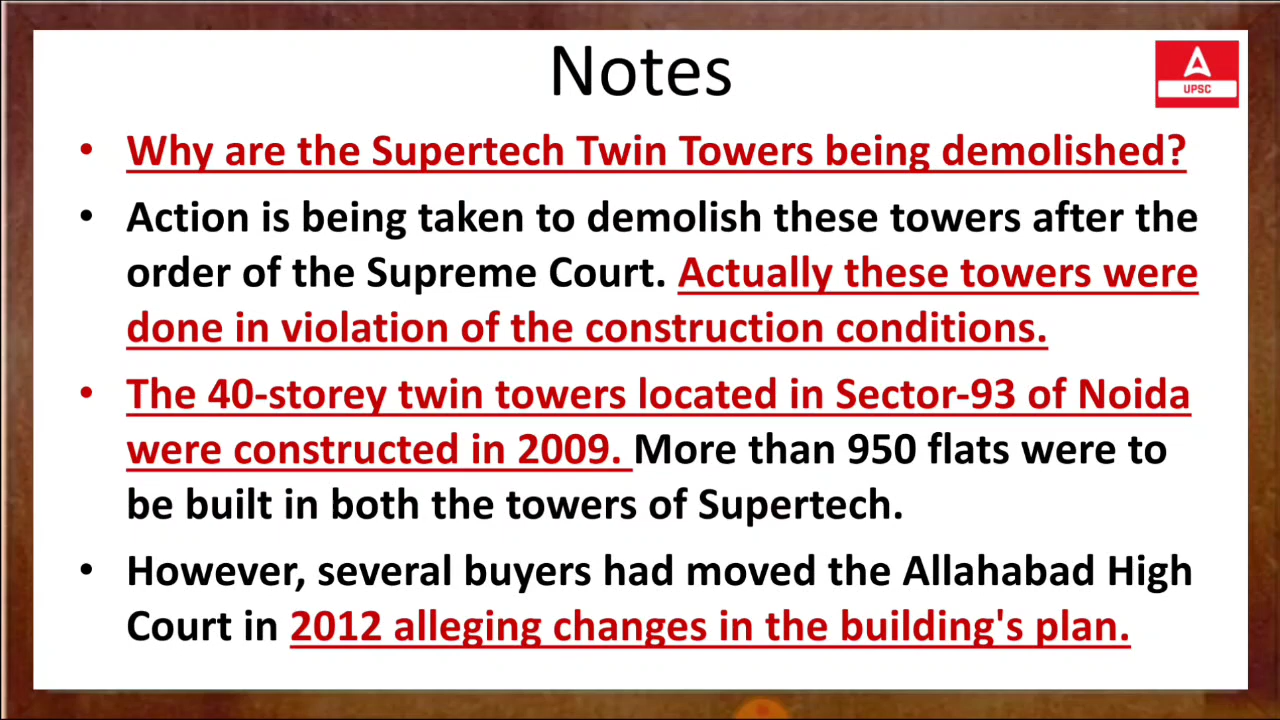 Notes
UPSC
• Why are the Supertech Twin Towers being demolished?
• Action is being taken to demolish these towers after the
order of the Supreme Court. Actually these towers were
done in violation of the construction conditions.
• The 40-storey twin towers located in Sector-93 of Noida
were constructed in 2009. More than 950 flats were to
be built in both the towers of Supertech.
• However, several buyers had moved the Allahabad High
Court in 2012 alleging changes in the building's plan.